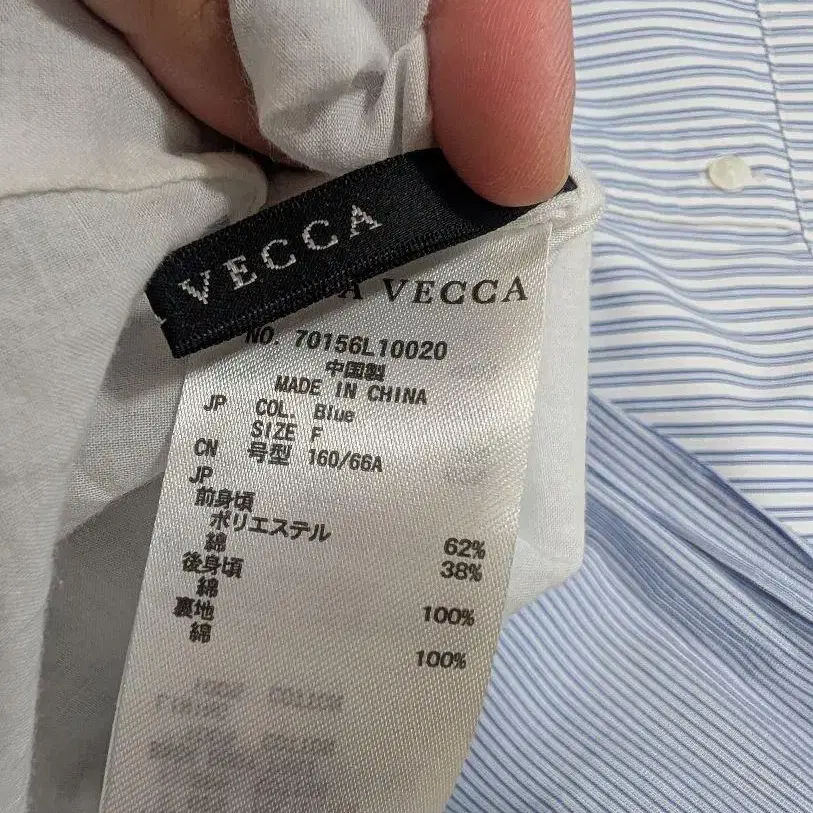 VECCA
A VECCA
NO. 70156L10020
中国製
MADE IN CHINA
JP COL. Blue
SIZE F
CN 号型 160/66A
JP
前身頃
ポリエステル 62%
綿 38%
後身頃
綿 100%
裏地
綿 100%